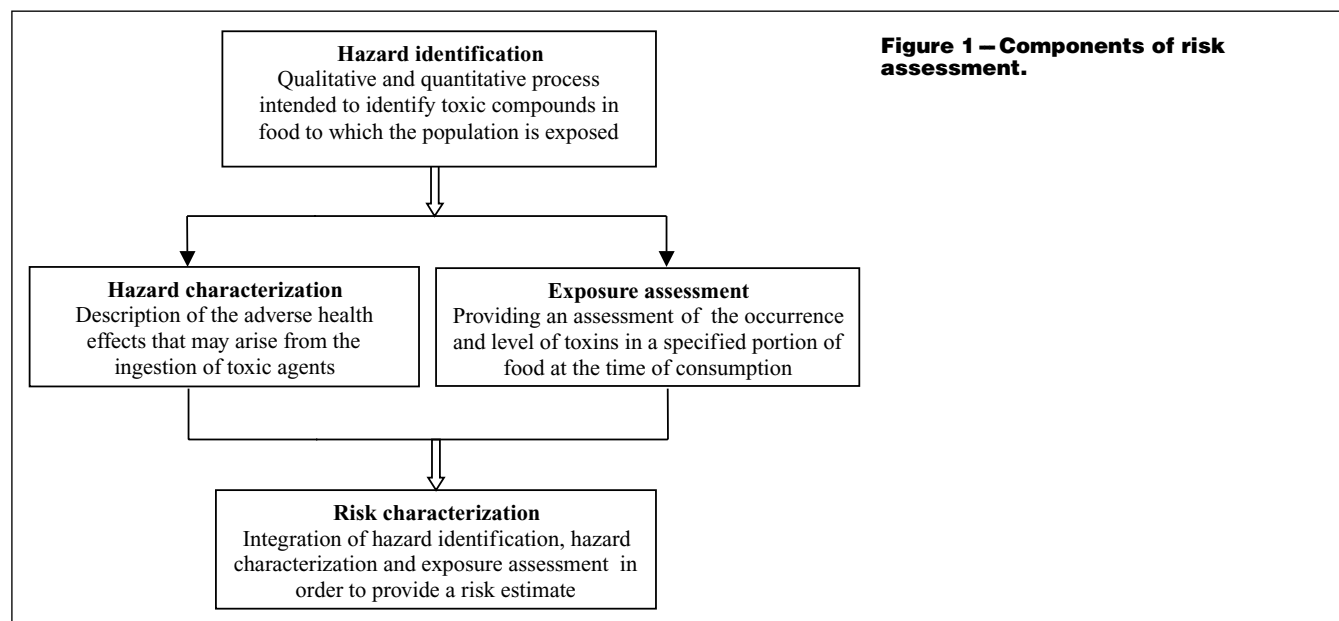 Figure 1 — Components of risk
assessment.
Hazard identification
Qualitative and quantitative process
intended to identify toxic compounds in
food to which the population is exposed
Hazard characterization
Description of the adverse health
effects that may arise from the
ingestion of toxic agents
Exposure assessment
Providing an assessment of the occurrence
and level of toxins in a specified portion of
food at the time of consumption
Risk characterization
Integration of hazard identification, hazard
characterization and exposure assessment in
order to provide a risk estimate